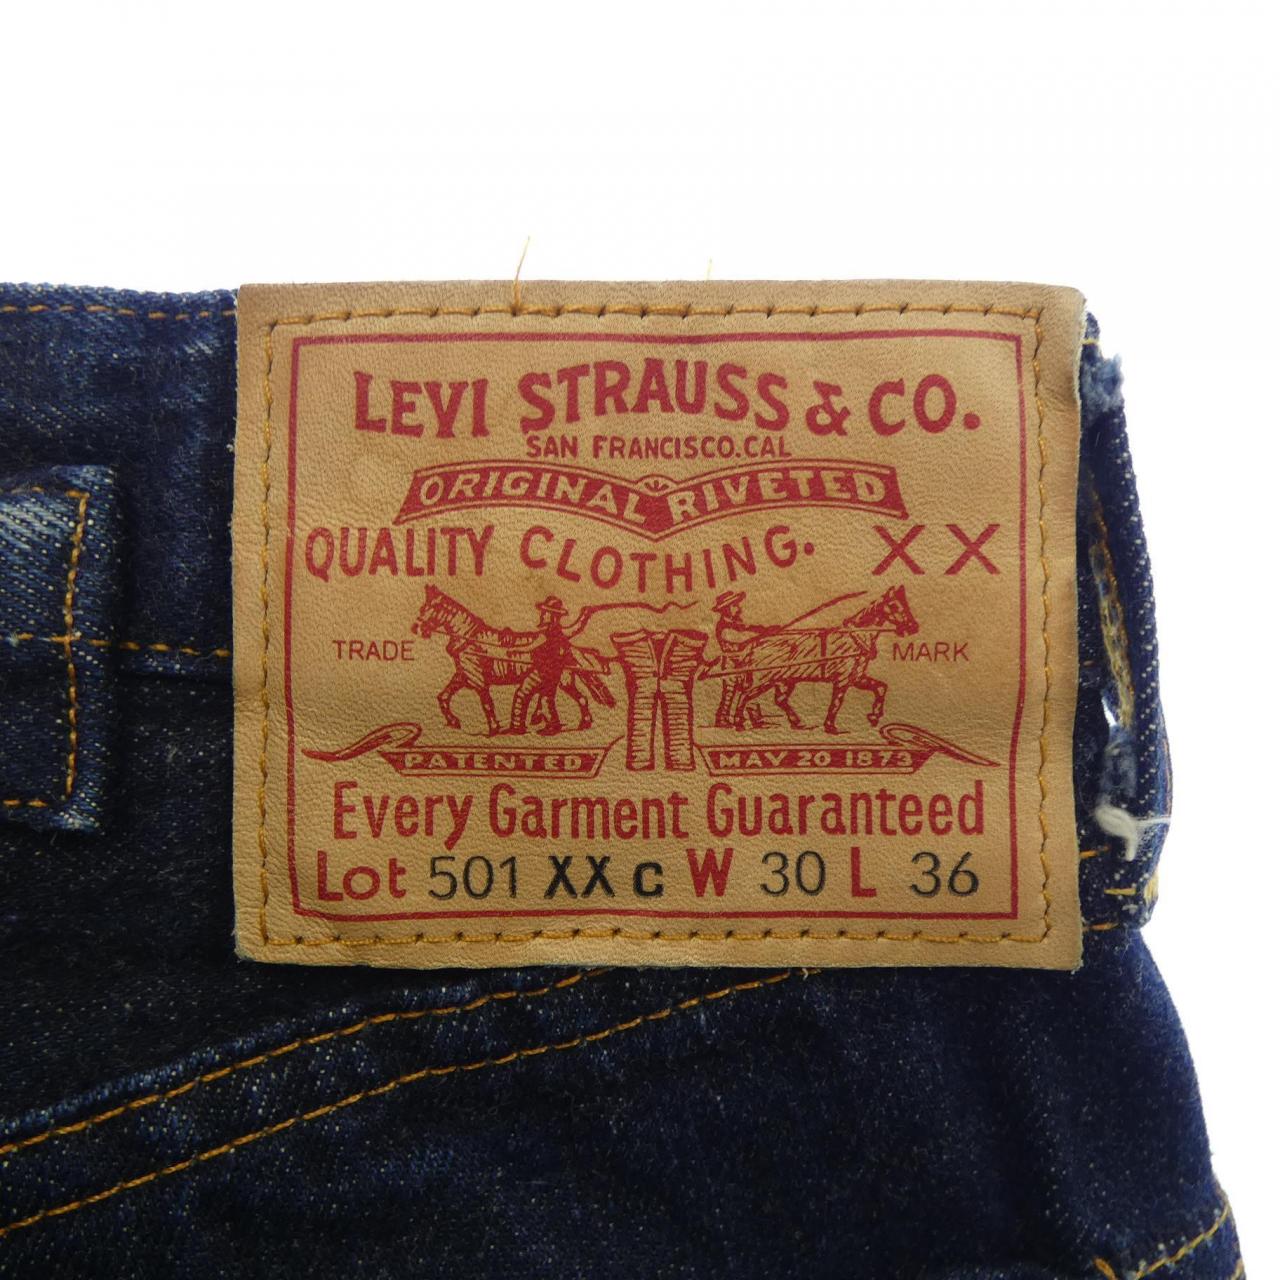 LEVI STRAUSS & CO.
SAN FRANCISCO.CAL
ORIGINAL RIVETED
QUALITY CLOTHING. XX
TRADE MARK
PATENTED MAY 20 1873
Every Garment Guaranteed
Lot 501 XX C W 30 L 36